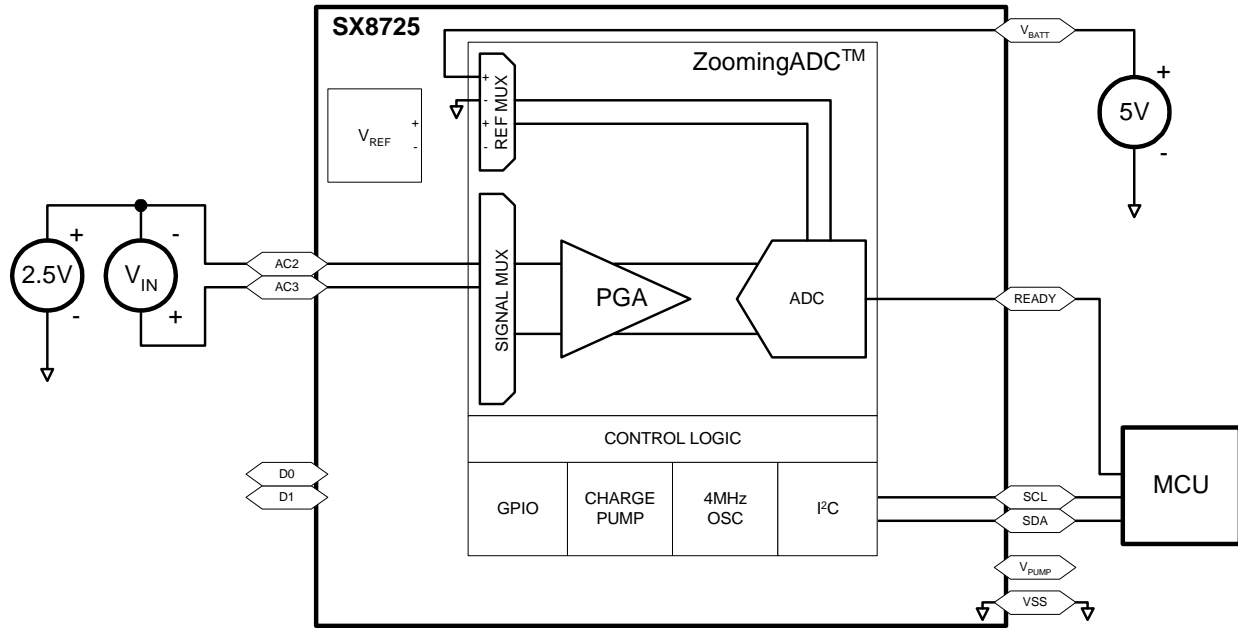 SX8725
V_BATT
ZoomingADC™
+
-
+
-
REF MUX
V_REF
+
-
+
5V
-
+
2.5V
-
-
V_IN
+
AC2
AC3
SIGNAL MUX
PGA
ADC
READY
CONTROL LOGIC
D0
D1
GPIO
CHARGE
PUMP
4MHz
OSC
I²C
SCL
SDA
MCU
V_PUMP
VSS